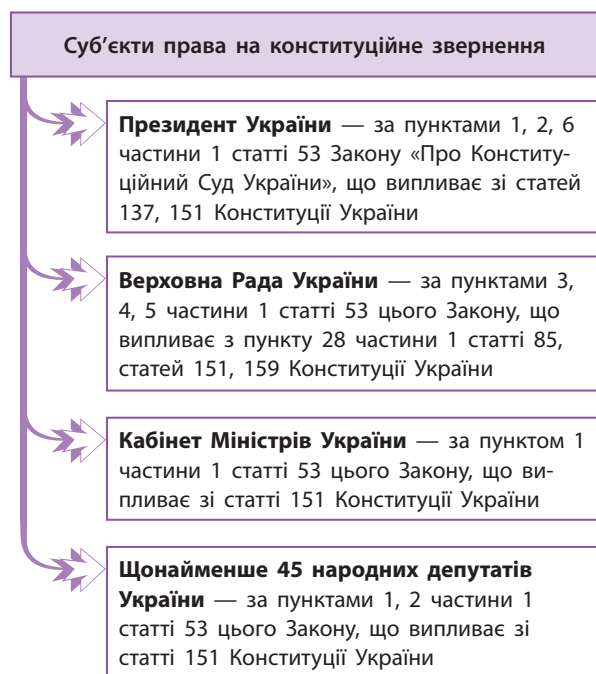 Суб’єкти права на конституційне звернення
Президент України — за пунктами 1, 2, 6
частини 1 статті 53 Закону «Про Конститу-
ційний Суд України», що випливає зі статей
137, 151 Конституції України
Верховна Рада України — за пунктами 3,
4, 5 частини 1 статті 53 цього Закону, що
випливає з пункту 28 частини 1 статті 85,
статей 151, 159 Конституції України
Кабінет Міністрів України — за пунктом 1
частини 1 статті 53 цього Закону, що ви-
пливає зі статті 151 Конституції України
Щонайменше 45 народних депутатів
України — за пунктами 1, 2 частини 1
статті 53 цього Закону, що випливає зі
статті 151 Конституції України